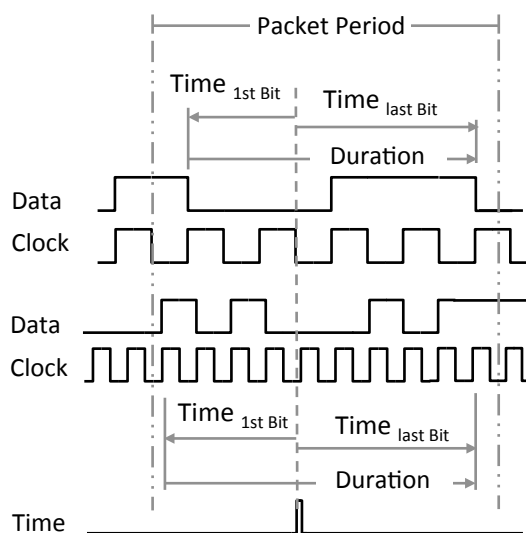 Packet Period
Time 1st Bit
Time last Bit
Duration
Data
Clock
Data
Clock
Time 1st Bit
Time last Bit
Duration
Time